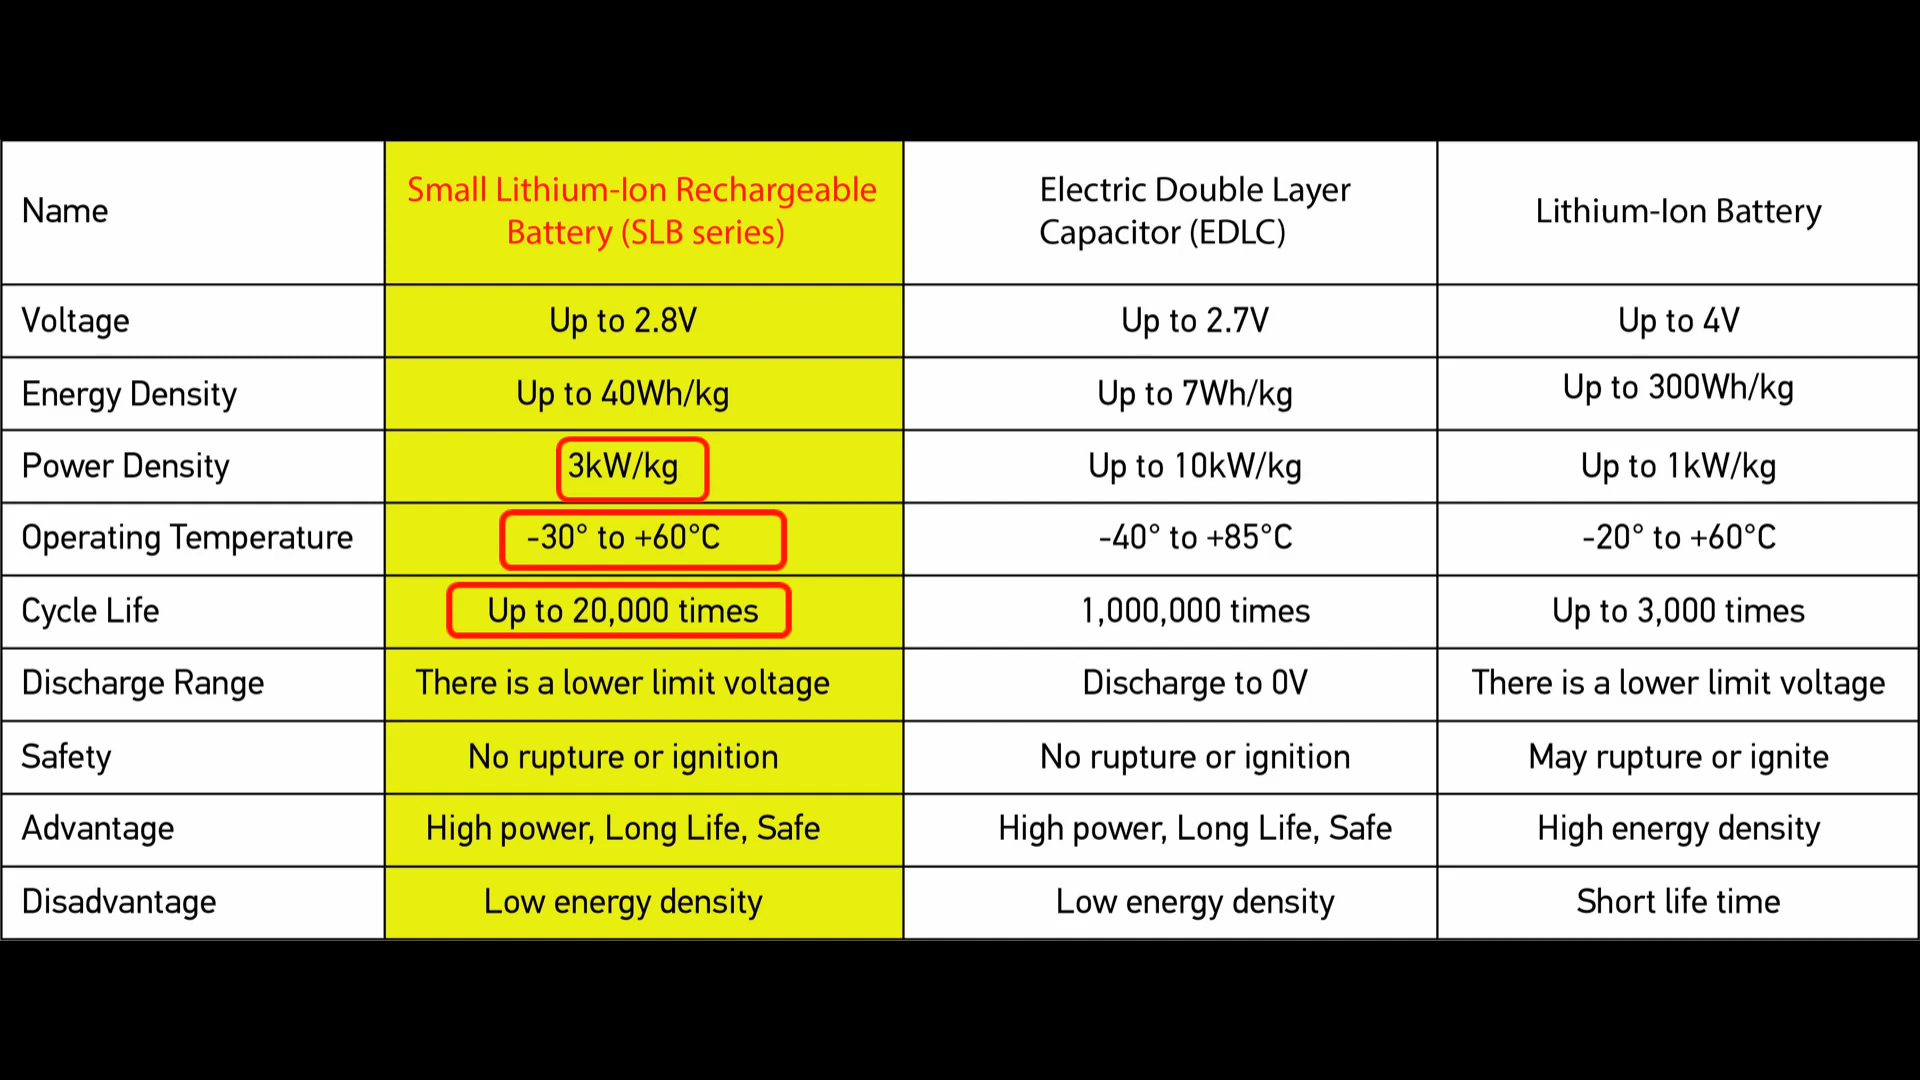 Name
Small Lithium-Ion Rechargeable
Battery (SLB series)
Electric Double Layer
Capacitor (EDLC)
Lithium-Ion Battery
Voltage
Up to 2.8V
Up to 2.7V
Up to 4V
Energy Density
Up to 40Wh/kg
Up to 7Wh/kg
Up to 300Wh/kg
Power Density
3kW/kg
Up to 10kW/kg
Up to 1kW/kg
Operating Temperature
-30° to +60°C
-40° to +85°C
-20° to +60°C
Cycle Life
Up to 20,000 times
1,000,000 times
Up to 3,000 times
Discharge Range
There is a lower limit voltage
Discharge to 0V
There is a lower limit voltage
Safety
No rupture or ignition
No rupture or ignition
May rupture or ignite
Advantage
High power, Long Life, Safe
High power, Long Life, Safe
High energy density
Disadvantage
Low energy density
Low energy density
Short life time